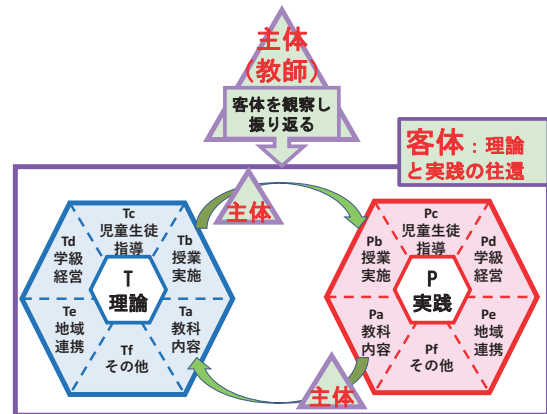 主体
(教師)
客体を観察し
振り返る
客体：理論
と実践の往還
主体
Tc
児童生徒
指導
Td
学級
経営
Tb
授業
実施
T
理論
Te
地域
連携
Ta
教科
内容
Tf
その他
Pc
児童生徒
指導
Pb
授業
実施
Pd
学級
経営
P
実践
Pa
教科
内容
Pe
地域
連携
Pf
その他
主体